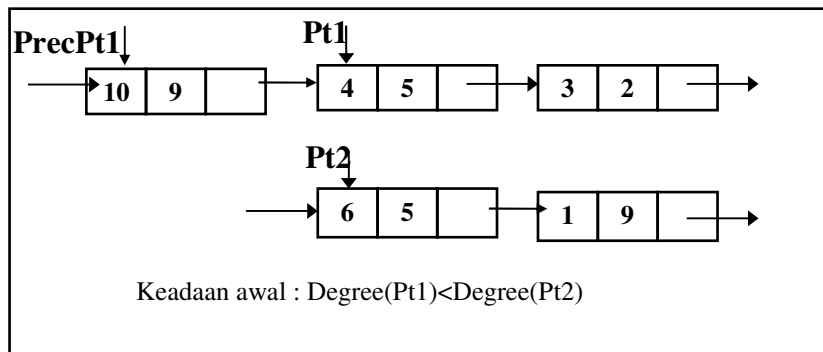 PrecPt1 Pt1
10 9 4 5 3 2
Pt2
6 5 1 9
Keadaan awal : Degree(Pt1)<Degree(Pt2)